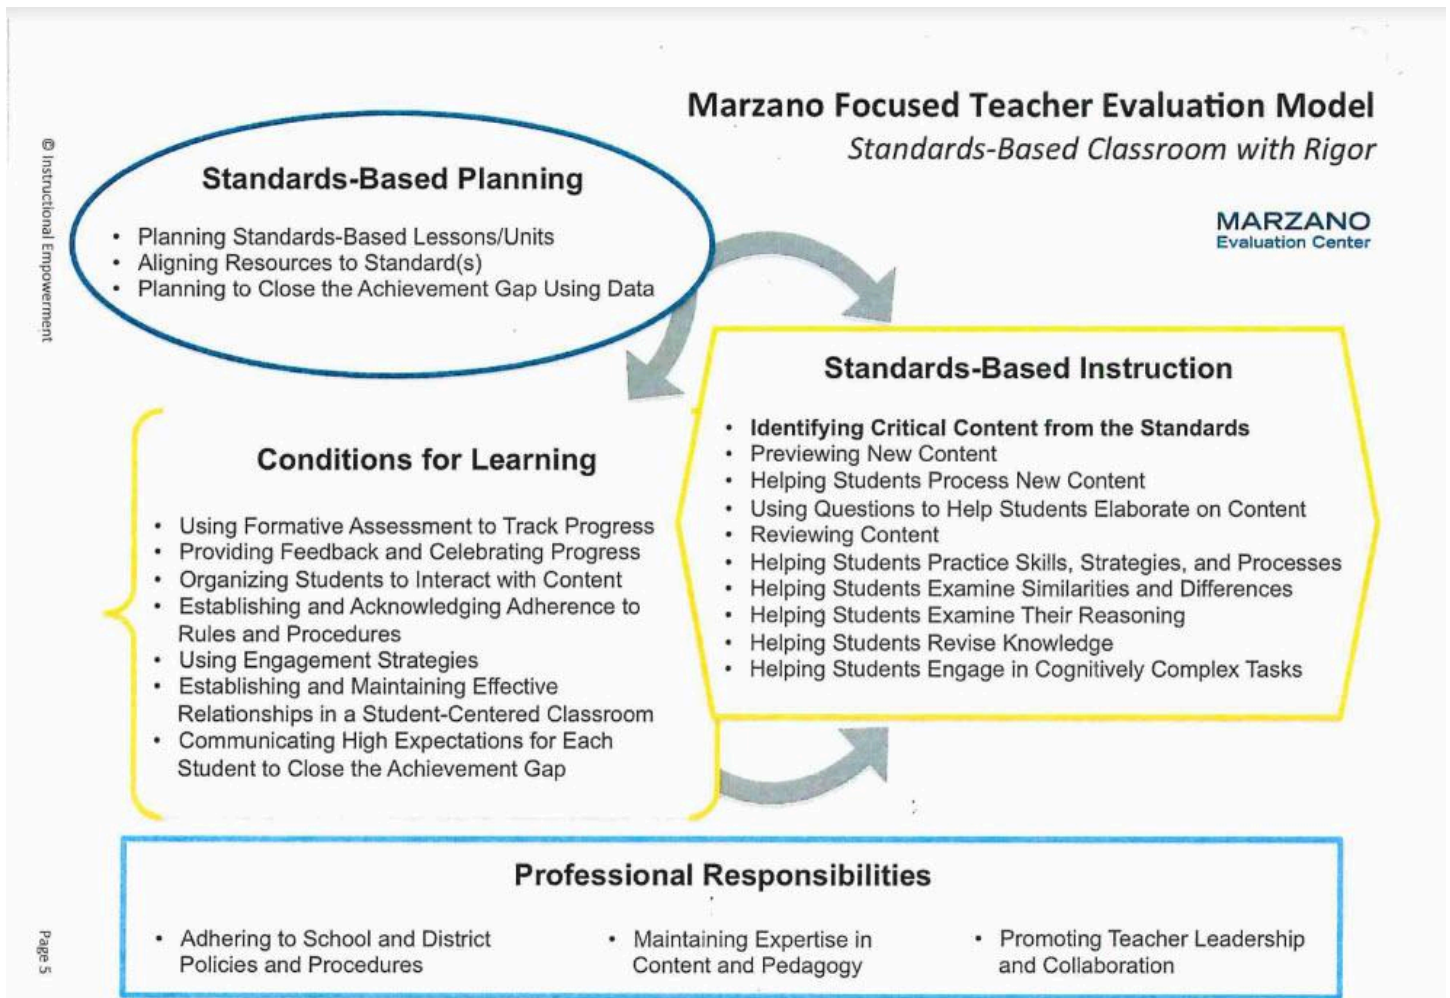 Marzano Focused Teacher Evaluation Model
Standards-Based Classroom with Rigor
MARZANO
Evaluation Center
© Instructional Empowerment
Standards-Based Planning
• Planning Standards-Based Lessons/Units
• Aligning Resources to Standard(s)
• Planning to Close the Achievement Gap Using Data
Standards-Based Instruction
• Identifying Critical Content from the Standards
• Previewing New Content
• Helping Students Process New Content
• Using Questions to Help Students Elaborate on Content
• Reviewing Content
• Helping Students Practice Skills, Strategies, and Processes
• Helping Students Examine Similarities and Differences
• Helping Students Examine Their Reasoning
• Helping Students Revise Knowledge
• Helping Students Engage in Cognitively Complex Tasks
Conditions for Learning
• Using Formative Assessment to Track Progress
• Providing Feedback and Celebrating Progress
• Organizing Students to Interact with Content
• Establishing and Acknowledging Adherence to
Rules and Procedures
• Using Engagement Strategies
• Establishing and Maintaining Effective
Relationships in a Student-Centered Classroom
• Communicating High Expectations for Each
Student to Close the Achievement Gap
Professional Responsibilities
• Adhering to School and District
Policies and Procedures
• Maintaining Expertise in
Content and Pedagogy
• Promoting Teacher Leadership
and Collaboration
Page 5